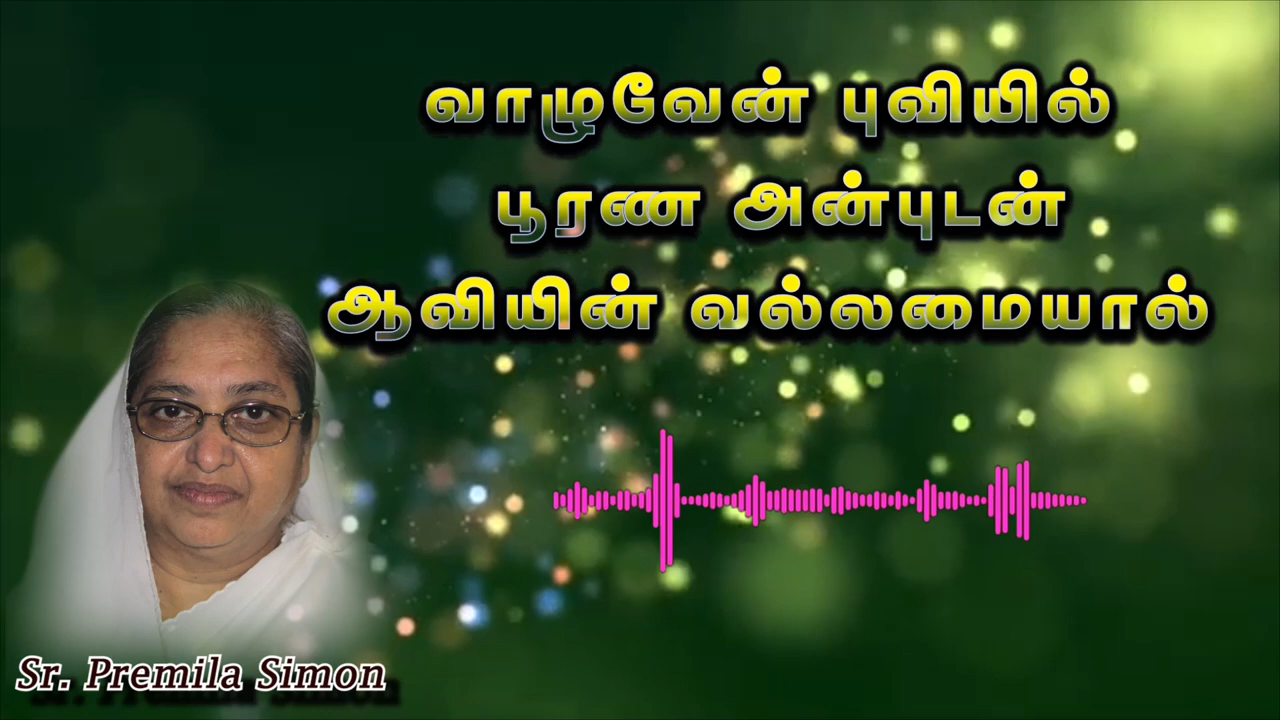 வாழுவேன் புவியில்
பூரண அன்புடன்
ஆவியின் வல்லமையால்
Sr. Premila Simon